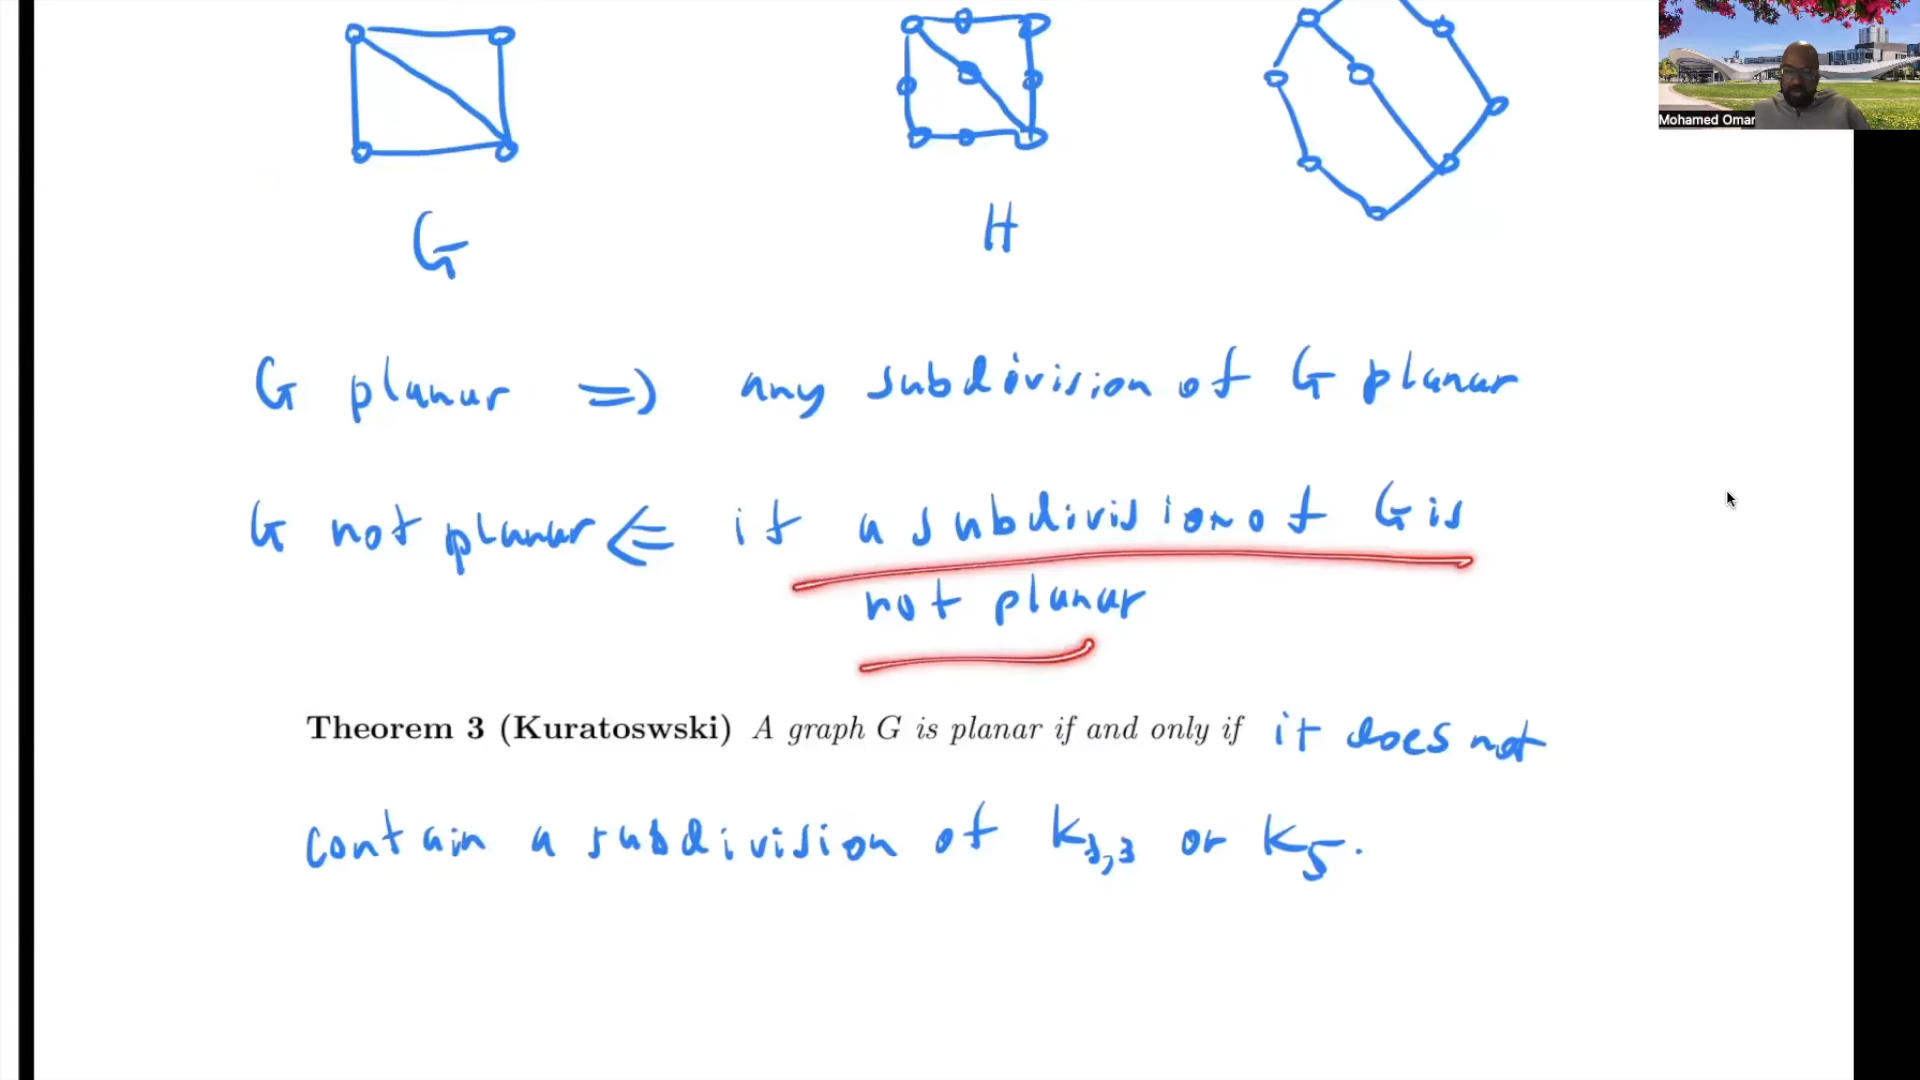 Mohamed Omar
G
H
G planar => any subdivision of G planar
G not planar <= if a subdivision of G is
not planar
Theorem 3 (Kuratoswski) A graph G is planar if and only if it does not
contain a subdivision of K3,3 or K5.